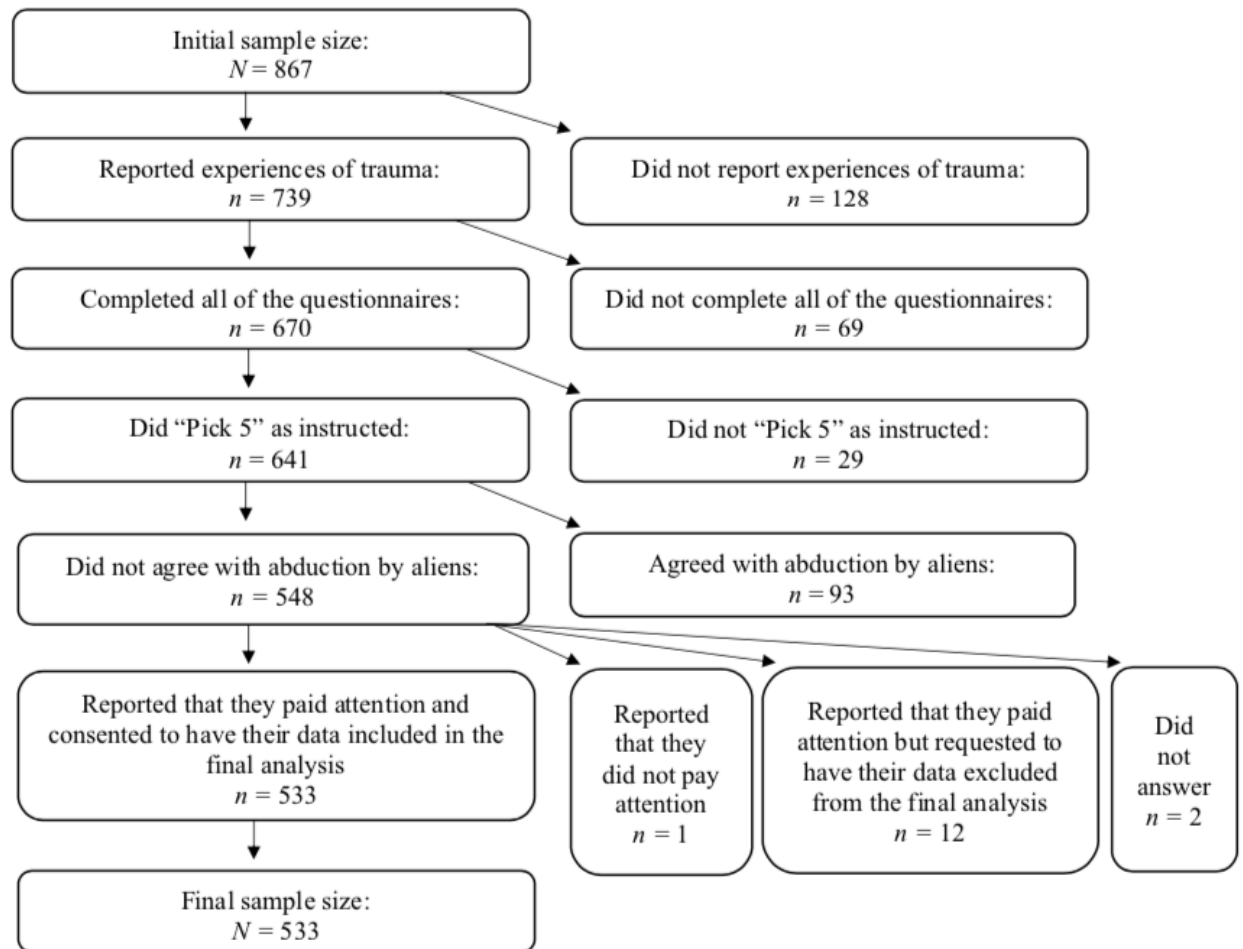 Initial sample size:
N = 867
Reported experiences of trauma:
n = 739
Did not report experiences of trauma:
n = 128
Completed all of the questionnaires:
n = 670
Did not complete all of the questionnaires:
n = 69
Did “Pick 5” as instructed:
n = 641
Did not “Pick 5” as instructed:
n = 29
Did not agree with abduction by aliens:
n = 548
Agreed with abduction by aliens:
n = 93
Reported that they paid attention and
consented to have their data included in the
final analysis
n = 533
Reported
that they
did not pay
attention
n = 1
Reported that they paid
attention but requested to
have their data excluded
from the final analysis
n = 12
Did
not
answer
n = 2
Final sample size:
N = 533